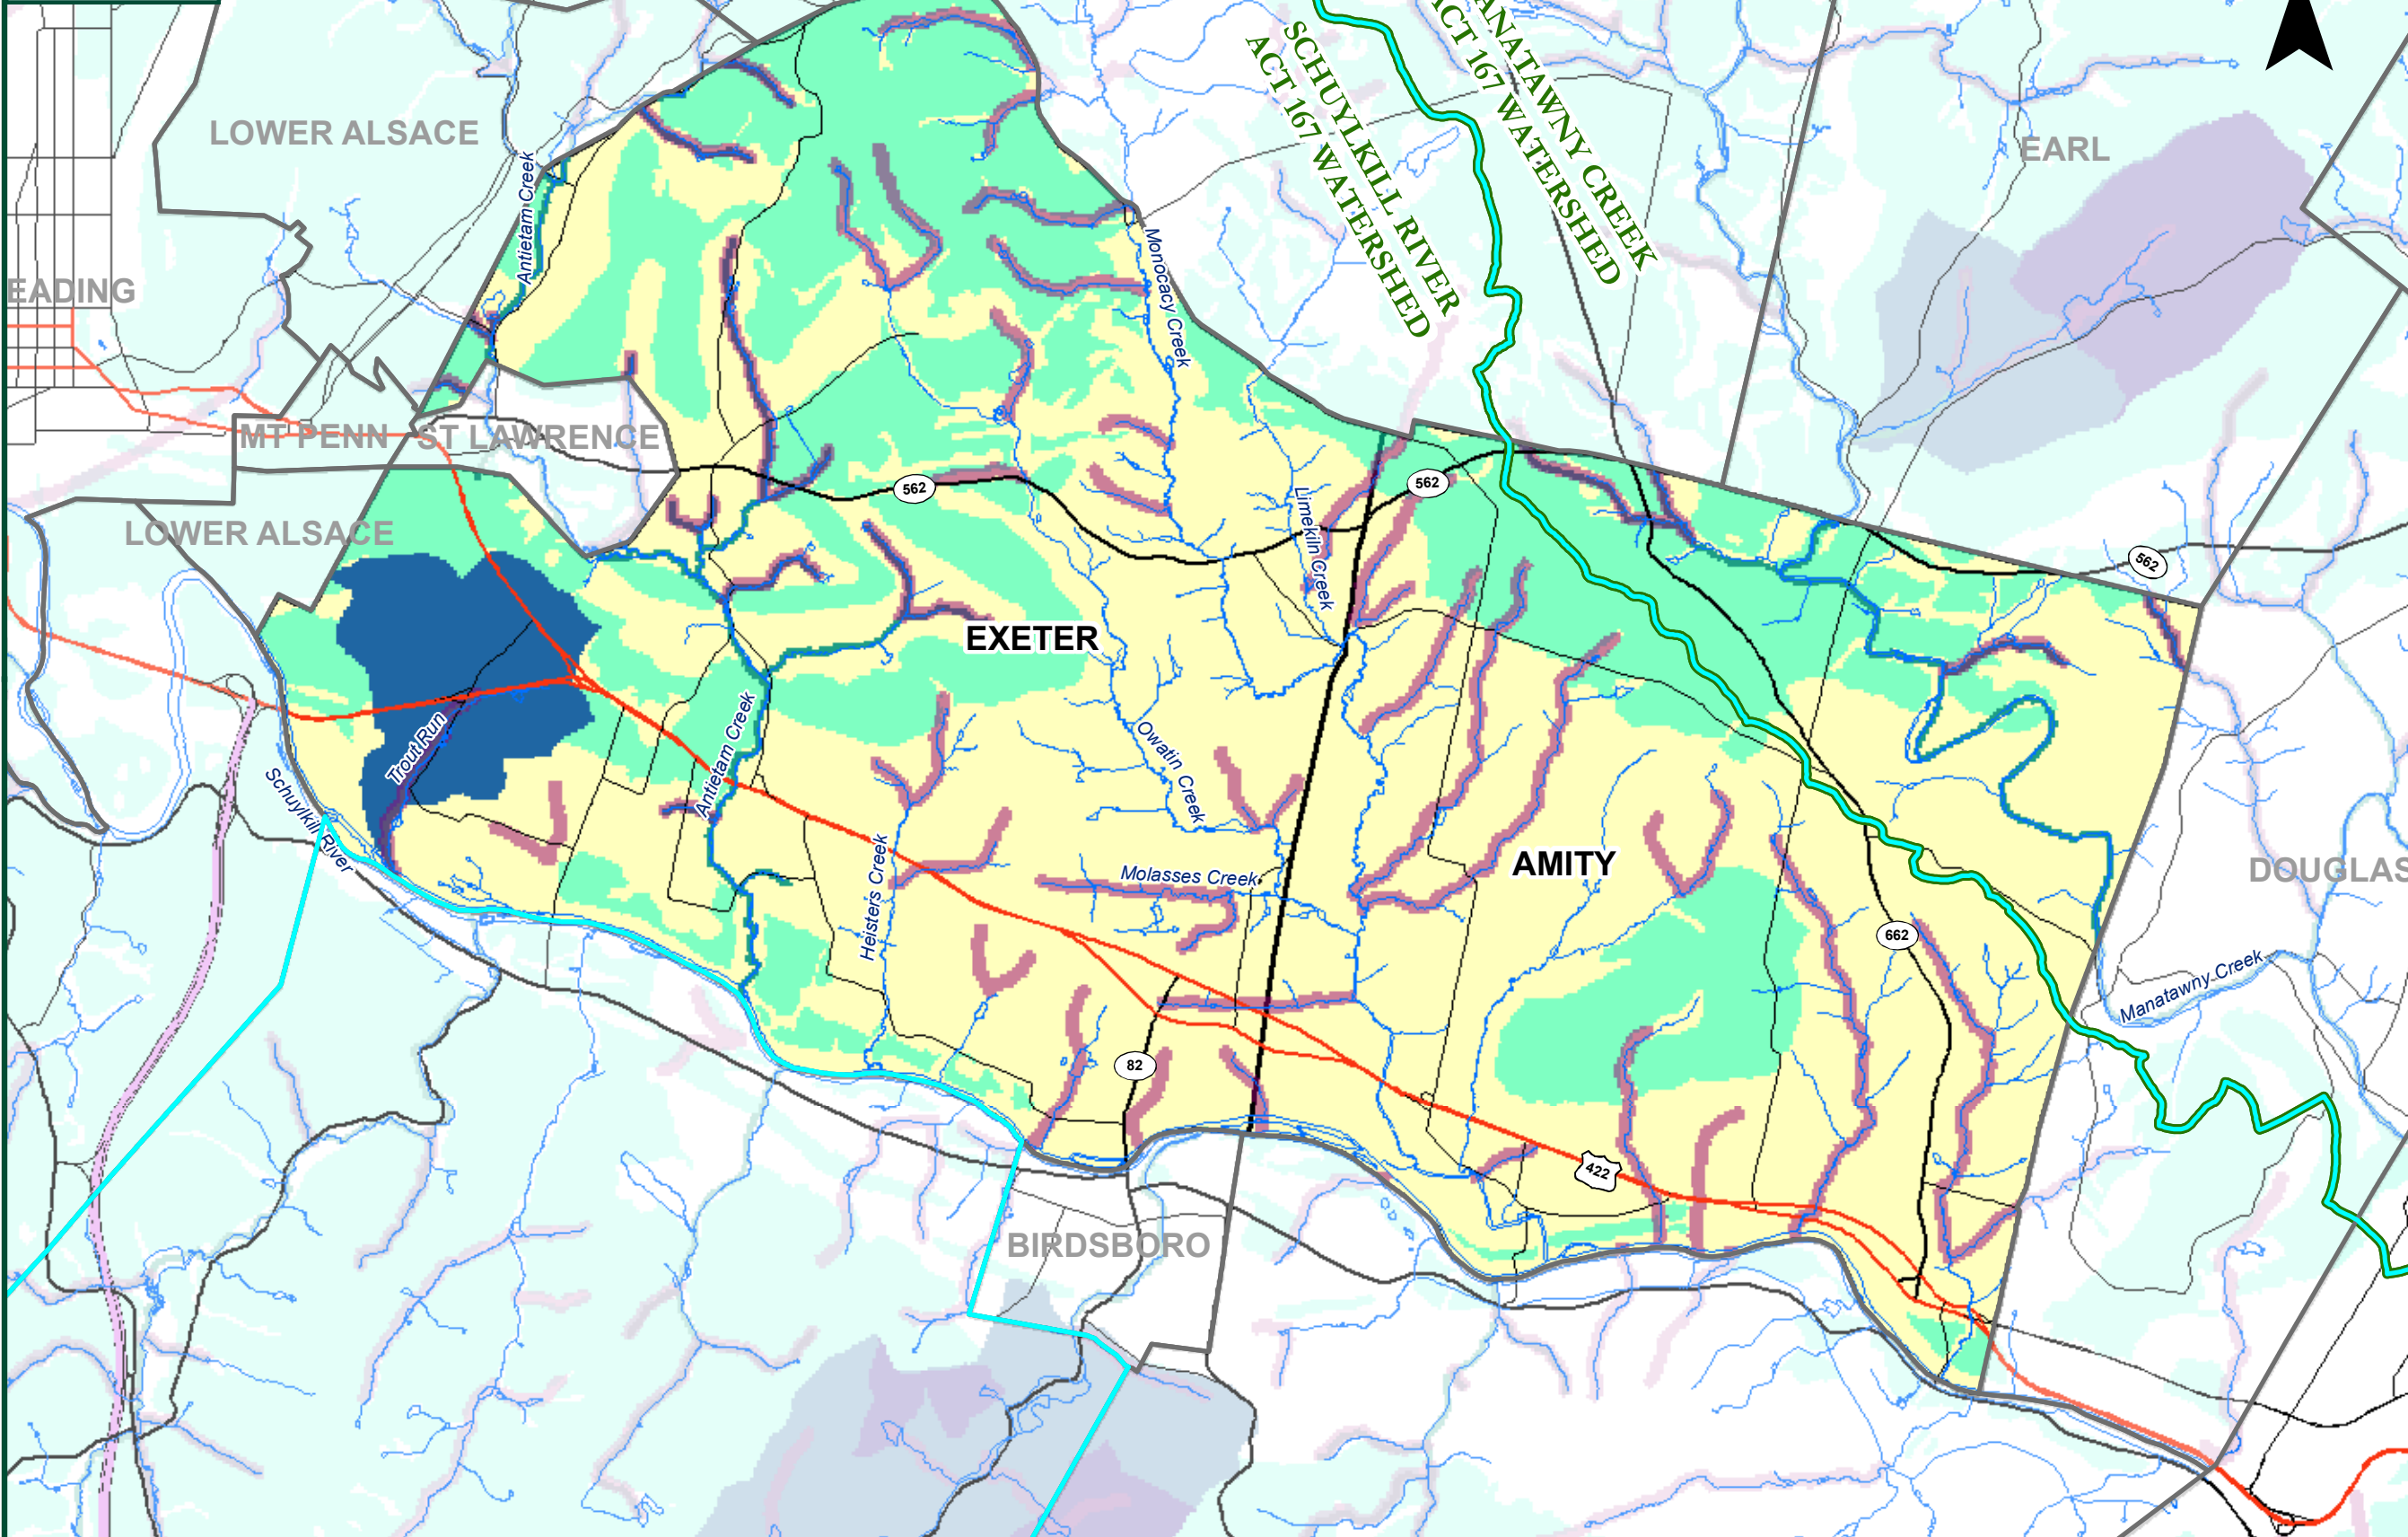 ANATAWNY CREEK
ACT 167 WATERSHED
SCHUYLKILL RIVER
ACT 167 WATERSHED
LOWER ALSACE
EARL
Antietam Creek
Monocacy Creek
EADING
MT PENN
ST LAWRENCE
562
562
Limekiln Creek
LOWER ALSACE
562
EXETER
Trout Run
Antietam Creek
Owatin Creek
Schuylkill River
Heisters Creek
Molasses Creek
AMITY
DOUGLAS
662
Manatawny Creek
82
422
BIRDSBORO